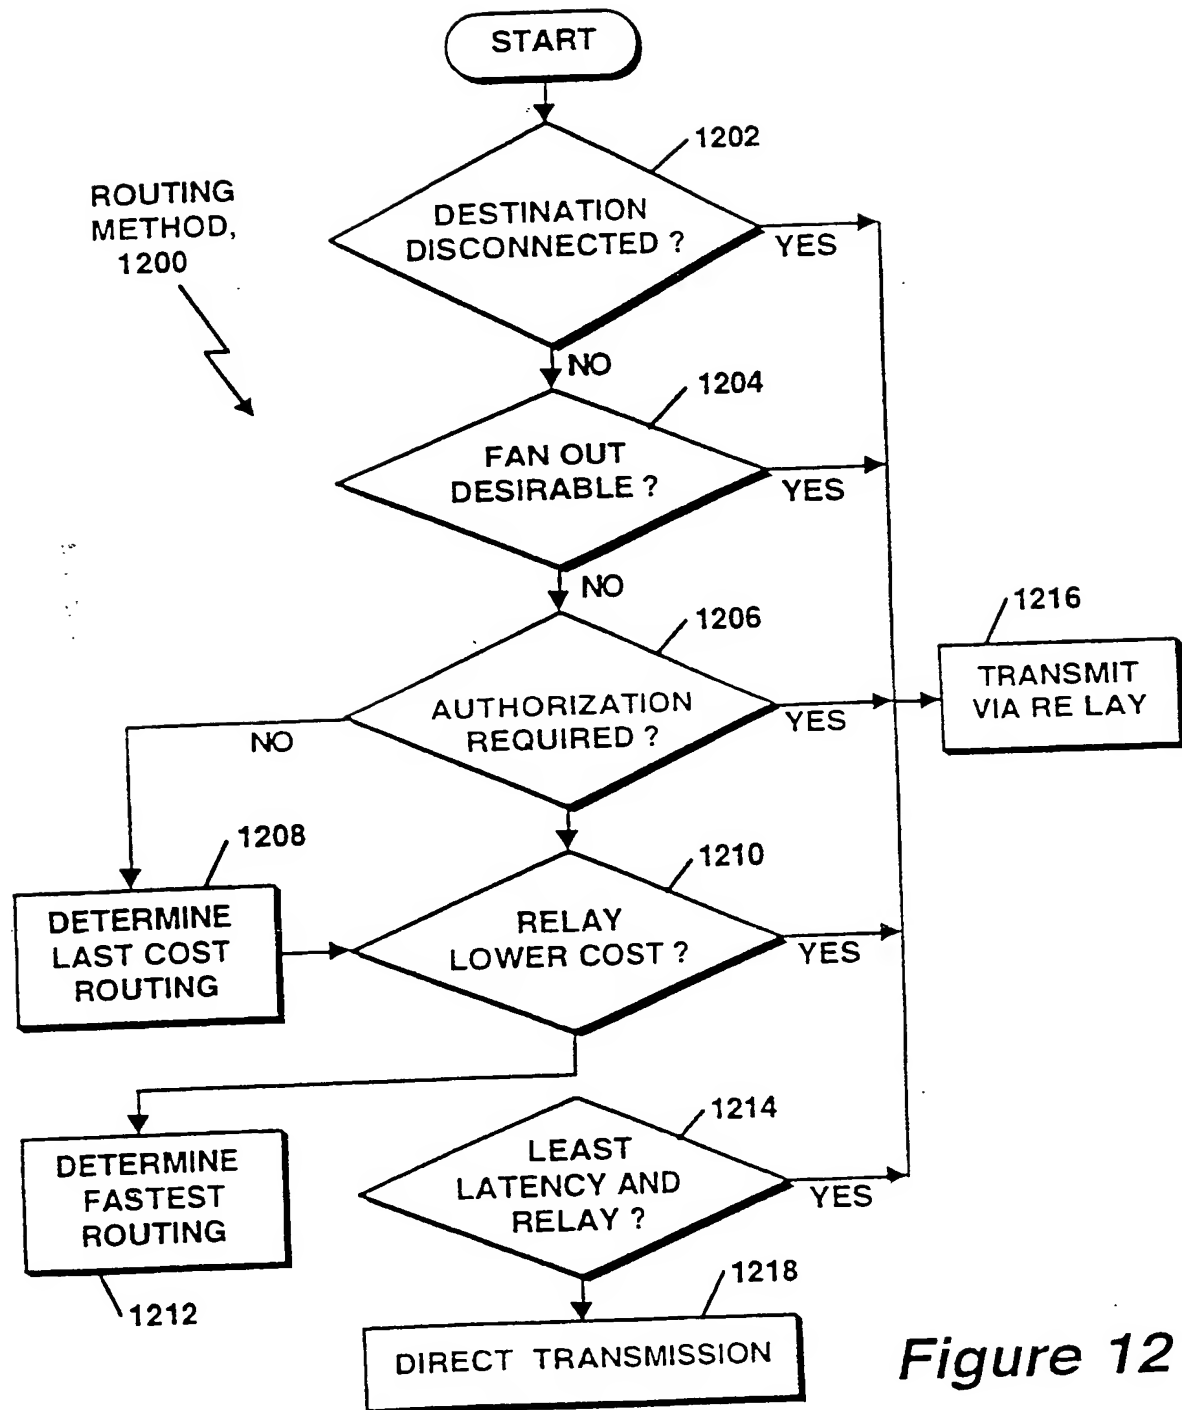 START
1202
ROUTING
METHOD,
1200
DESTINATION
DISCONNECTED ?
YES
NO
1204
FAN OUT
DESIRABLE ?
YES
NO
1206
1216
AUTHORIZATION
REQUIRED ?
YES
NO
TRANSMIT
VIA RE LAY
1208
1210
DETERMINE
LAST COST
ROUTING
RELAY
LOWER COST ?
YES
1214
DETERMINE
FASTEST
ROUTING
LEAST
LATENCY AND
RELAY ?
YES
1212
1218
DIRECT TRANSMISSION
Figure 12